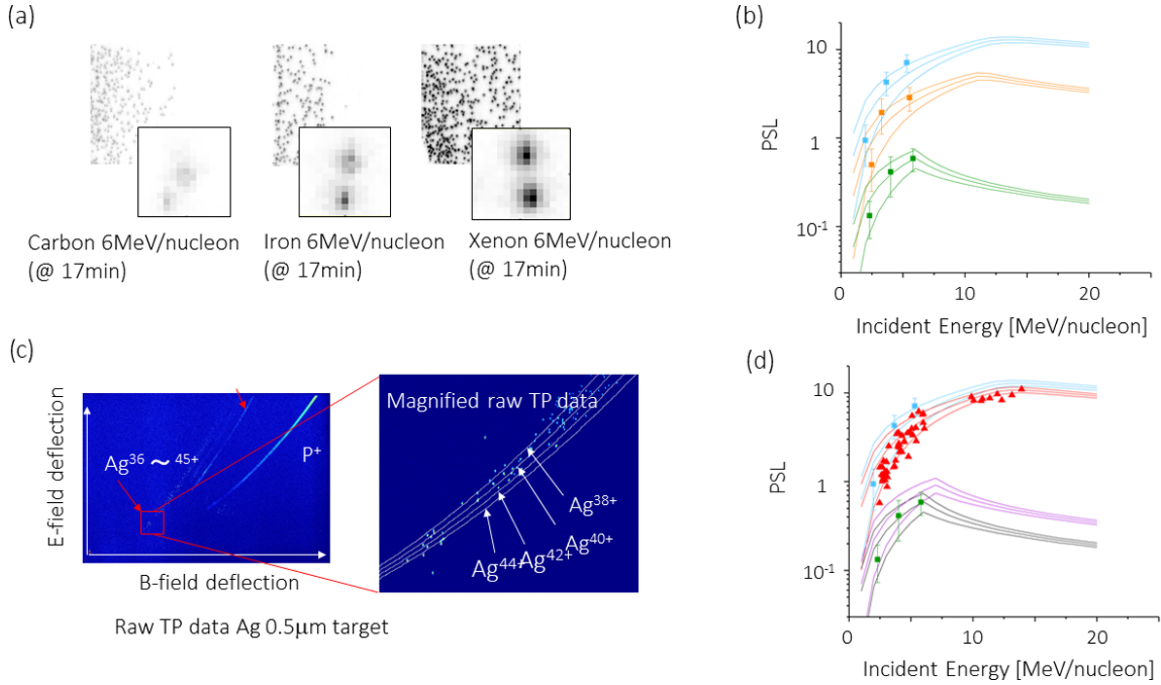 (a)
Carbon 6MeV/nucleon
(@ 17min)
Iron 6MeV/nucleon
(@ 17min)
Xenon 6MeV/nucleon
(@ 17min)
(b)
PSL
10
1
10⁻¹
0
10
20
Incident Energy [MeV/nucleon]
(c)
E-field deflection
Ag³⁶ ～ ⁴⁵⁺
P⁺
B-field deflection
Raw TP data Ag 0.5μm target
Magnified raw TP data
Ag³⁸⁺
Ag⁴⁰⁺
Ag⁴²⁺
Ag⁴⁴⁺
(d)
PSL
10
1
10⁻¹
0
10
20
Incident Energy [MeV/nucleon]